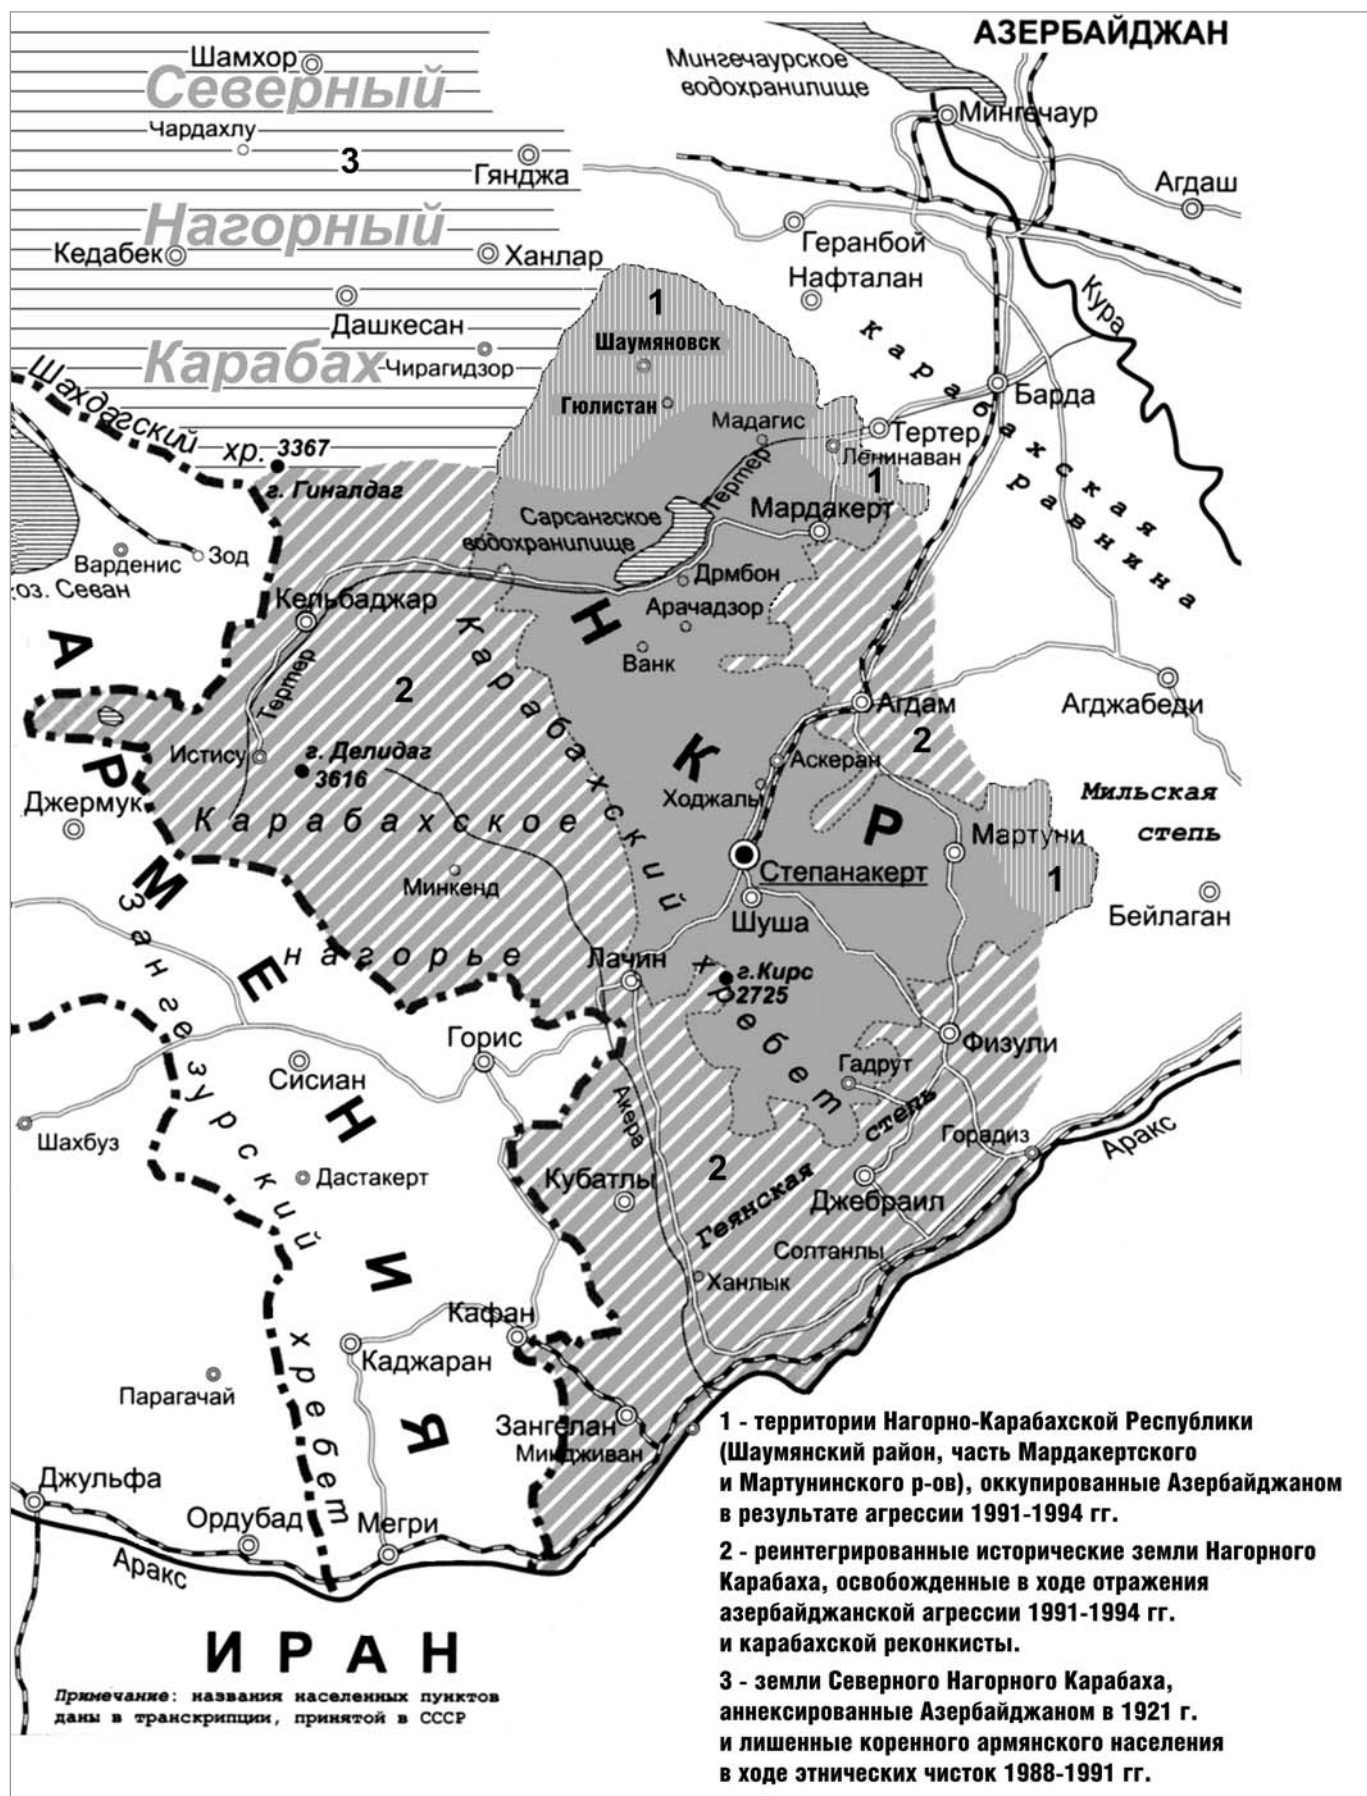 АЗЕРБАЙДЖАН
Шамхор
Северный
Чардахлу
3
Гянджа
Мингечаурское
водохранилище
Мингечаур
Агдаш
Нагорный
Кедабек
Ханлар
Геранбой
Нафталан
Дашкесан
Карабах
Чирагидзор
Кура
Карабахская
равнина
1
Шаумяновск
Гюлистан
Барда
Шахдагский хр.
3367
г. Гиналдаг
Мадагис
Тертер
Ленинаван
1
Тертер
Мардакерт
Сарсангское
водохранилище
Варденис
Зод
оз. Севан
Кельбаджар
Дрмбон
Арачадзор
Ванк
АРМЕНИЯ
НКР
Карабахский хребет
Тертер
2
Истису
г. Делидаг
3616
Агдам
2
Агджабеди
Аскеран
Ходжалы
Джермук
Карабахское
нагорье
Минкенд
Мильская
степь
Мартуни
1
Степанакерт
Шуша
Бейлаган
Лачин
г.Кирс
2725
Зангезурский хребет
Горис
Сисиан
Физули
Гадрут
Акера
Шахбуз
Дастакерт
Горадиз
Аракс
Кубатлы
2
Геянская степь
Джебраил
Солтанлы
Ханлык
Кафан
Каджаран
Парагачай
Зангелан
Миндживан
Джульфа
Ордубад
Мегри
Аракс
ИРАН
Примечание: названия населенных пунктов
даны в транскрипции, принятой в СССР
1 - территории Нагорно-Карабахской Республики
(Шаумянский район, часть Мардакертского
и Мартунинского р-ов), оккупированные Азербайджаном
в результате агрессии 1991-1994 гг.
2 - реинтегрированные исторические земли Нагорного
Карабаха, освобожденные в ходе отражения
азербайджанской агрессии 1991-1994 гг.
и карабахской реконкисты.
3 - земли Северного Нагорного Карабаха,
аннексированные Азербайджаном в 1921 г.
и лишенные коренного армянского населения
в ходе этнических чисток 1988-1991 гг.